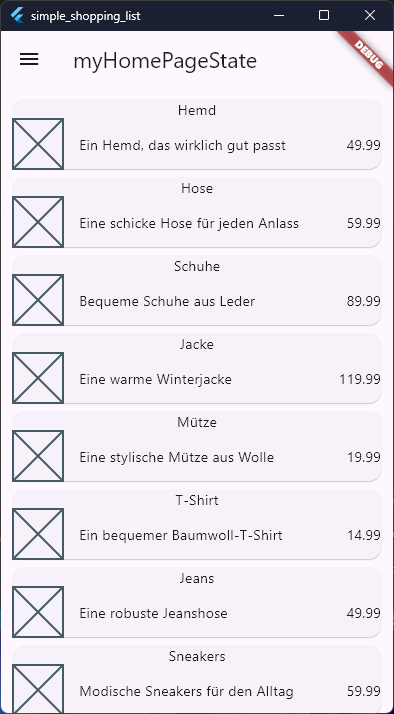 simple_shopping_list
myHomePageState
DEBUG
Hemd
Ein Hemd, das wirklich gut passt 49.99
Hose
Eine schicke Hose für jeden Anlass 59.99
Schuhe
Bequeme Schuhe aus Leder 89.99
Jacke
Eine warme Winterjacke 119.99
Mütze
Eine stylische Mütze aus Wolle 19.99
T-Shirt
Ein bequemer Baumwoll-T-Shirt 14.99
Jeans
Eine robuste Jeanshose 49.99
Sneakers
Modische Sneakers für den Alltag 59.99